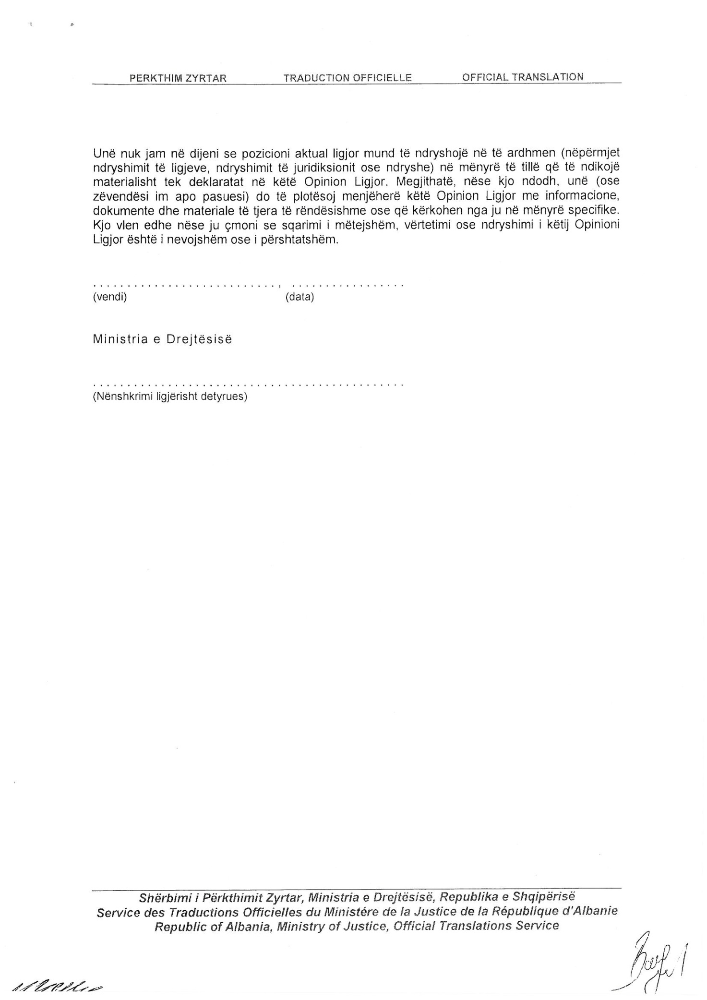 PERKTHIM ZYRTAR TRADUCTION OFFICIELLE OFFICIAL TRANSLATION
Unë nuk jam në dijeni se pozicioni aktual ligjor mund të ndryshojë në të ardhmen (nëpërmjet
ndryshimit të ligjeve, ndryshimit të juridiksionit ose ndryshe) në mënyrë të tillë që të ndikojë
materialisht tek deklaratat në këtë Opinion Ligjor. Megjithatë, nëse kjo ndodh, unë (ose
zëvendësi im apo pasuesi) do të plotësoj menjëherë këtë Opinion Ligjor me informacione,
dokumente dhe materiale të tjera të rëndësishme ose që kërkohen nga ju në mënyrë specifike.
Kjo vlen edhe nëse ju çmoni se sqarimi i mëtejshëm, vërtetimi ose ndryshimi i këtij Opinioni
Ligjor është i nevojshëm ose i përshtatshëm.
. . . . . . . . . . . . . . . . . . . . . . . . . . . , . . . . . . . . . . . . . . . . .
(vendi) (data)
Ministria e Drejtësisë
. . . . . . . . . . . . . . . . . . . . . . . . . . . . . . . . . . . . . . . . . . . . . .
(Nënshkrimi ligjërisht detyrues)
Shërbimi i Përkthimit Zyrtar, Ministria e Drejtësisë, Republika e Shqipërisë
Service des Traductions Officielles du Ministére de la Justice de la République d'Albanie
Republic of Albania, Ministry of Justice, Official Translations Service